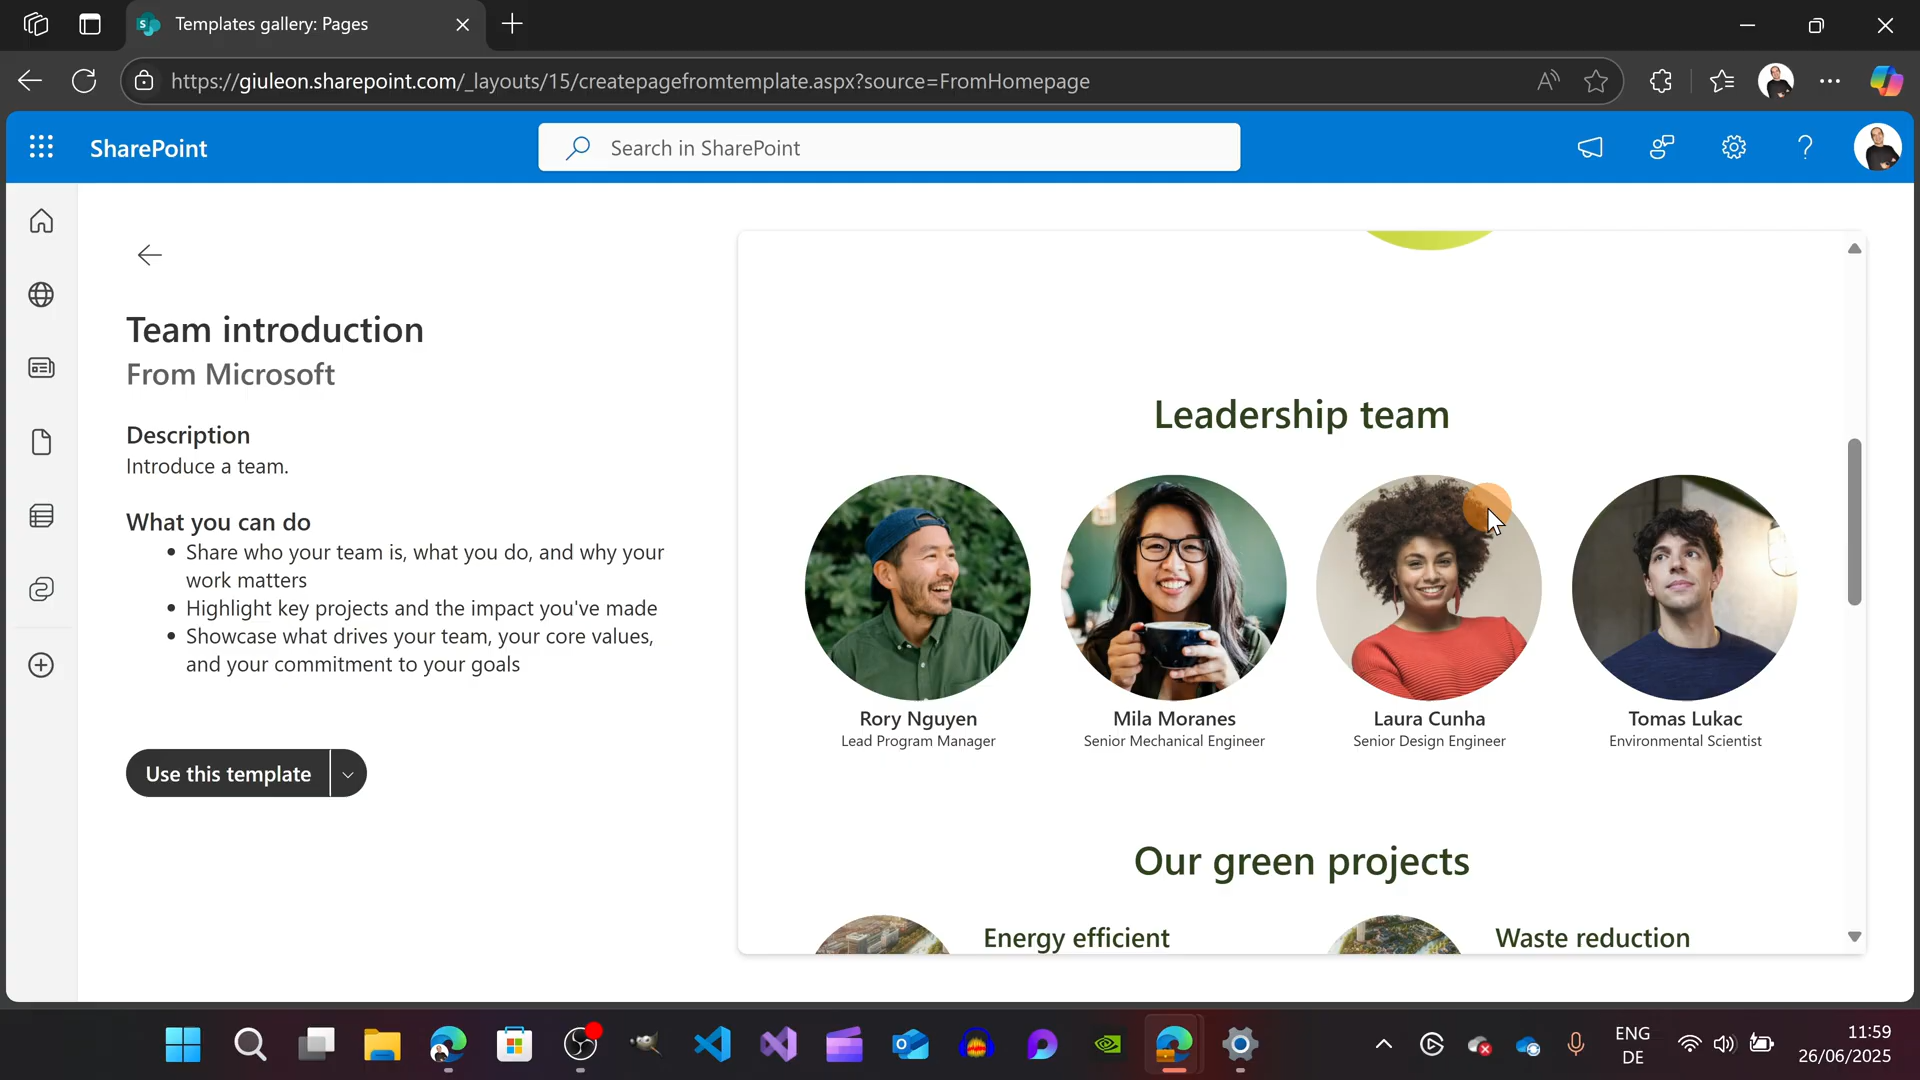 Templates gallery: Pages
https://giuleon.sharepoint.com/_layouts/15/createpagefromtemplate.aspx?source=FromHomepage
SharePoint
Search in SharePoint
Team introduction
From Microsoft
Description
Introduce a team.
What you can do
• Share who your team is, what you do, and why your
work matters
• Highlight key projects and the impact you've made
• Showcase what drives your team, your core values,
and your commitment to your goals
Use this template
Leadership team
Rory Nguyen
Lead Program Manager
Mila Moranes
Senior Mechanical Engineer
Laura Cunha
Senior Design Engineer
Tomas Lukac
Environmental Scientist
Our green projects
Energy efficient
Waste reduction
ENG
DE
11:59
26/06/2025